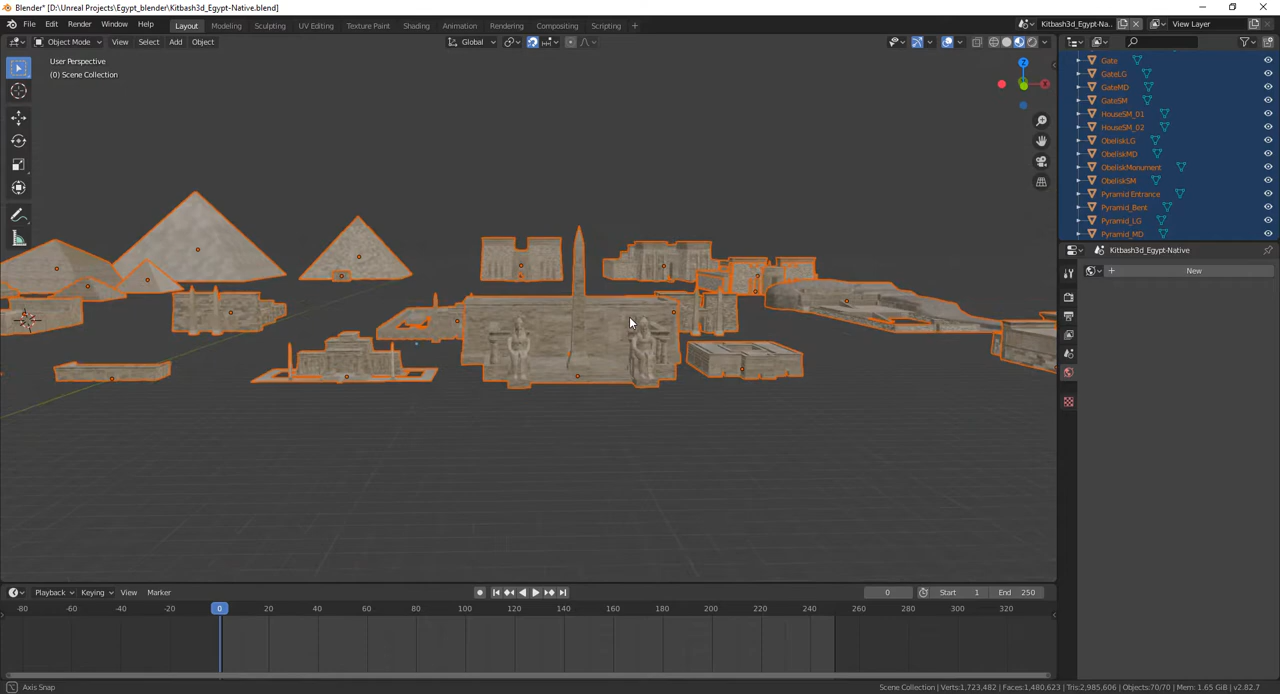 Blender* [D:\Unreal Projects\Egypt_blender\Kitbash3d_Egypt-Native.blend]
File Edit Render Window Help Layout Modeling Sculpting UV Editing Texture Paint Shading Animation Rendering Compositing Scripting + Kitbash3d_Egypt-Na.. View Layer
Object Mode View Select Add Object Global
User Perspective
(0) Scene Collection
Z
Gate
GateLG
GateMD
GateSM
HouseSM_01
HouseSM_02
ObeliskLG
ObeliskMD
ObeliskMonument
ObeliskSM
Pyramid Entrance
Pyramid_Bent
Pyramid_LG
Pyramid_MD
Kitbash3d_Egypt-Native
+ New
Playback Keying View Marker 0 Start 1 End 250
-80 -60 -40 -20 0 20 40 60 80 100 120 140 160 180 200 220 240 260 280 300 320
Axis Snap Scene Collection | Verts:1,723,482 | Faces:1,480,623 | Tris:2,985,606 | Objects:70/70 | Mem: 1.65 GiB | v2.82.7